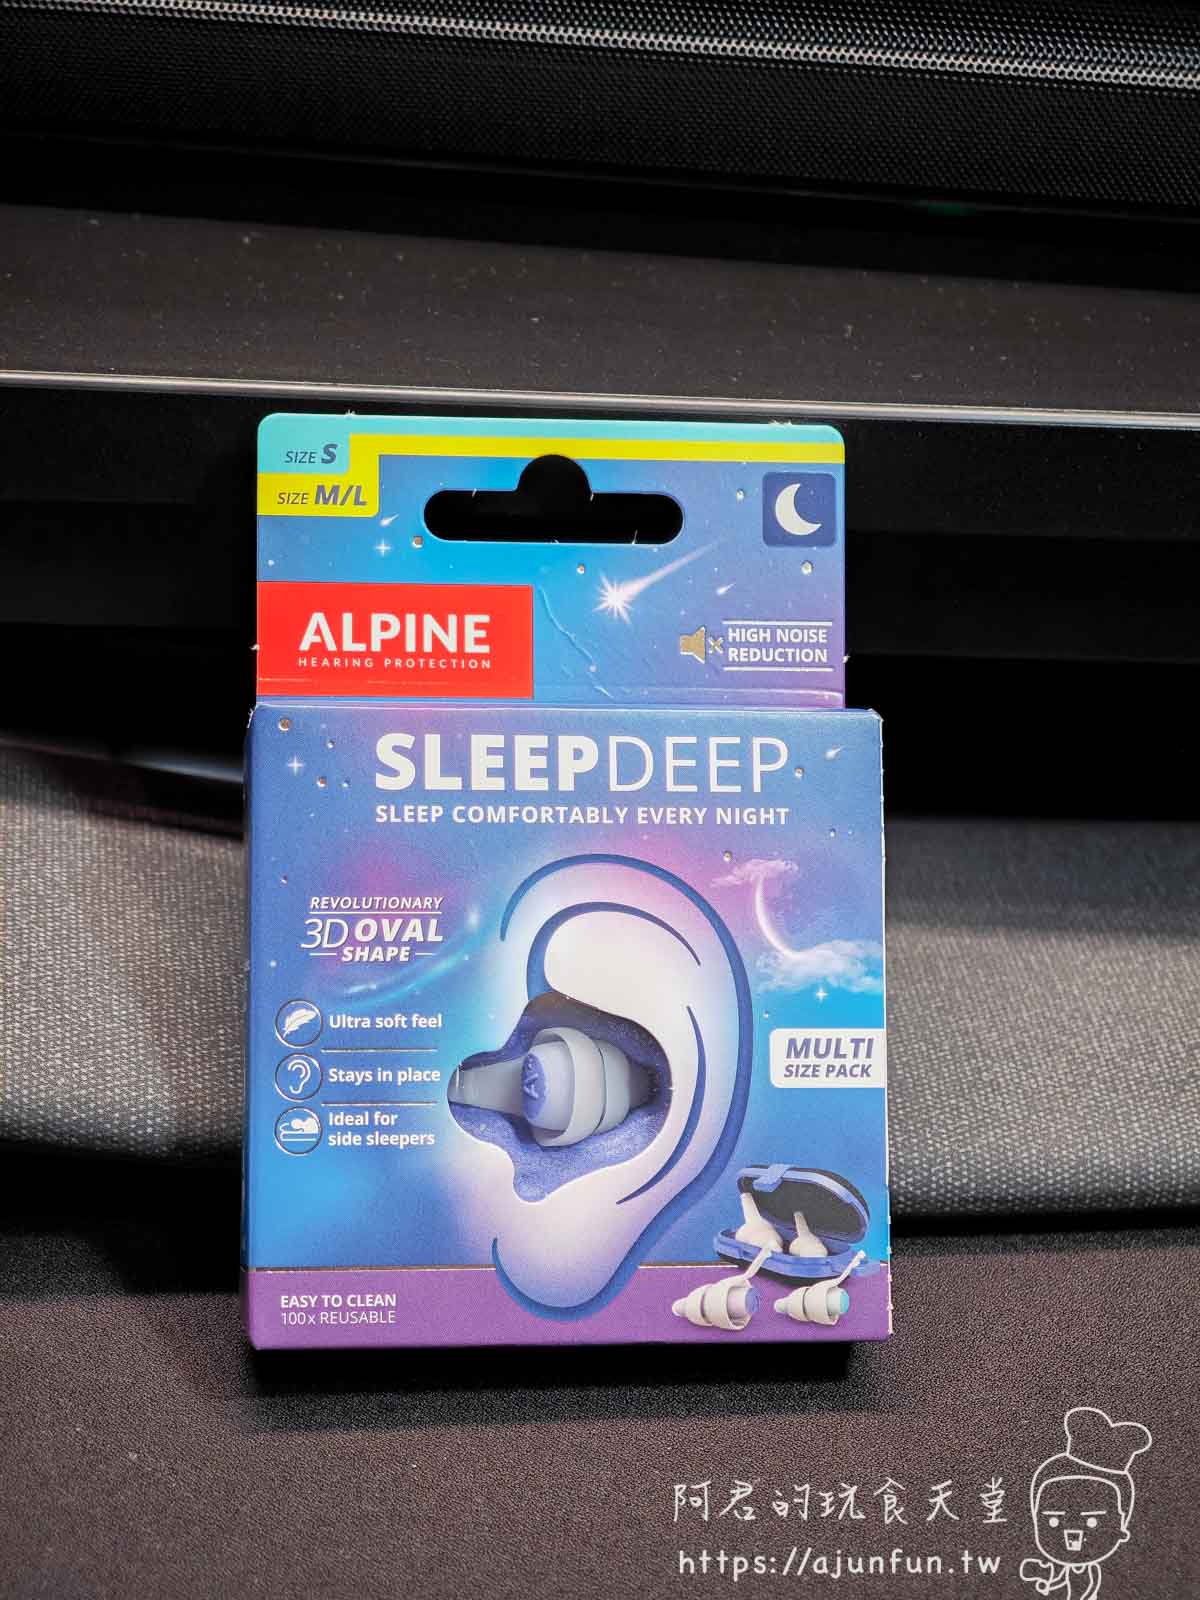 SIZE S
SIZE M/L
ALPINE
HEARING PROTECTION
HIGH NOISE
REDUCTION
SLEEPDEEP
SLEEP COMFORTABLY EVERY NIGHT
REVOLUTIONARY
3D OVAL
SHAPE
Ultra soft feel
Stays in place
Ideal for
side sleepers
MULTI
SIZE PACK
EASY TO CLEAN
100x REUSABLE
阿君的玩食天堂
https://ajunfun.tw